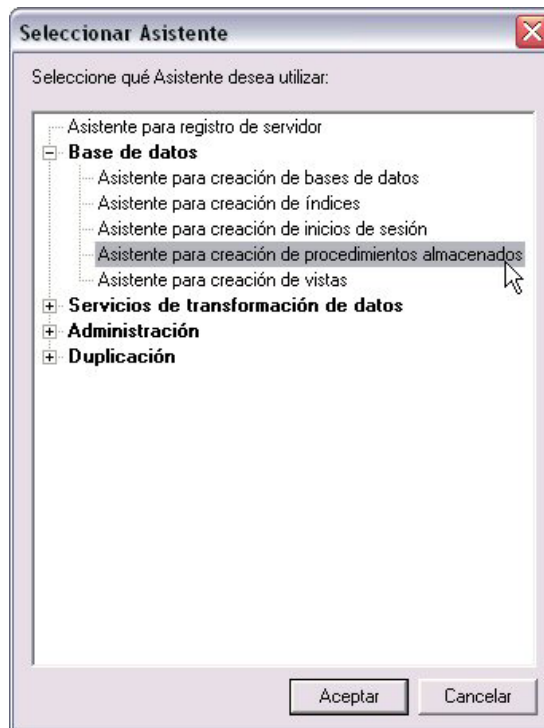 Seleccionar Asistente
Seleccione qué Asistente desea utilizar:
Asistente para registro de servidor
Base de datos
Asistente para creación de bases de datos
Asistente para creación de índices
Asistente para creación de inicios de sesión
Asistente para creación de procedimientos almacenados
Asistente para creación de vistas
Servicios de transformación de datos
Administración
Duplicación
Aceptar
Cancelar